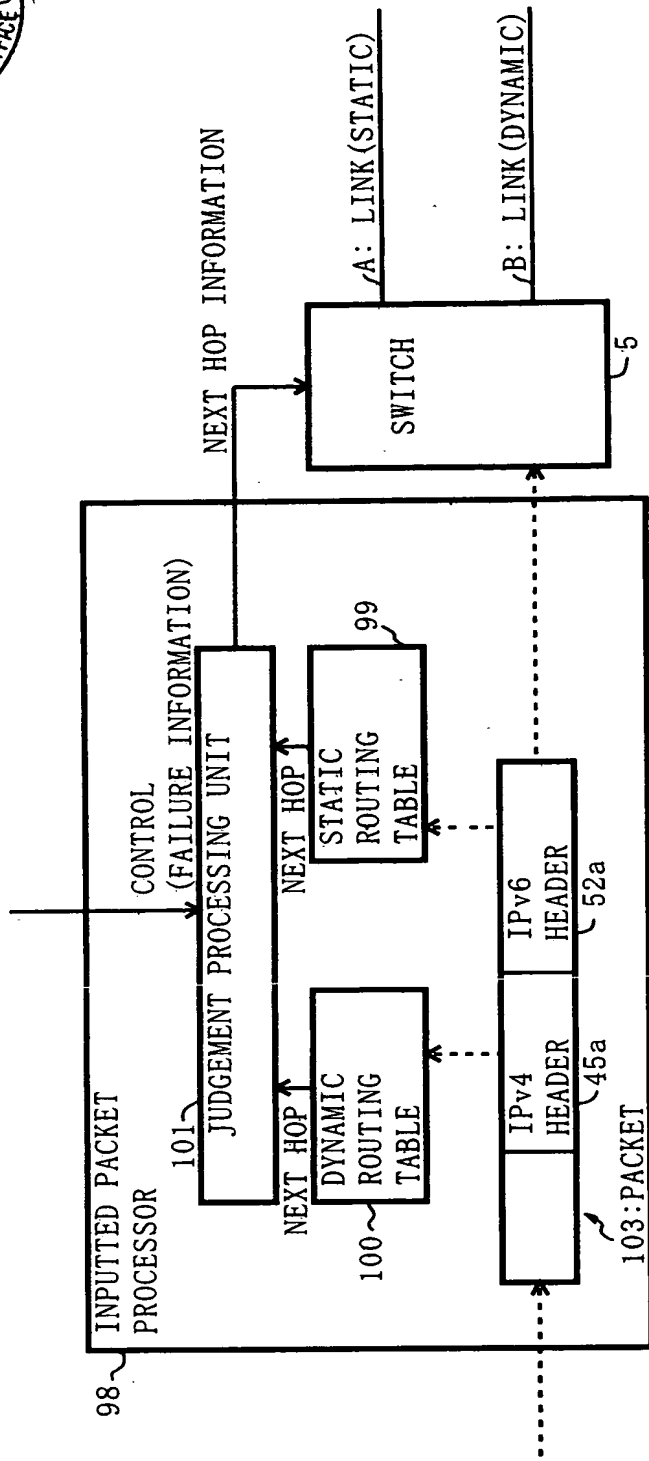 INPUTTED PACKET
PROCESSOR
98
CONTROL
(FAILURE INFORMATION)
101
JUDGEMENT PROCESSING UNIT
NEXT HOP
NEXT HOP
DYNAMIC
ROUTING
TABLE
100
STATIC
ROUTING
TABLE
99
IPv4
HEADER
45a
IPv6
HEADER
52a
103:PACKET
NEXT HOP INFORMATION
SWITCH
5
A: LINK(STATIC)
B: LINK(DYNAMIC)